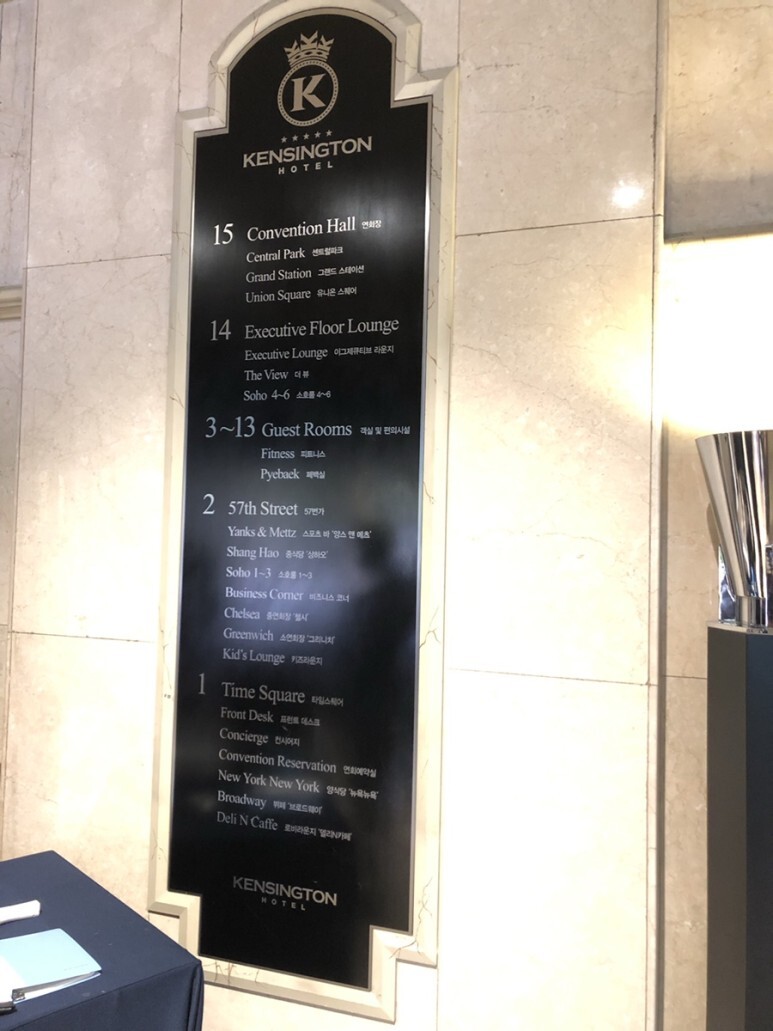 K
KENSINGTON
HOTEL
15 Convention Hall 연회장
Central Park 센트럴파크
Grand Station 그랜드 스테이션
Union Square 유니온 스퀘어
14 Executive Floor Lounge
Executive Lounge 이그제큐티브 라운지
The View 더 뷰
Soho 4~6 소호룸 4~6
3~13 Guest Rooms 객실 및 편의시설
Fitness 피트니스
Pyebaek 폐백실
2 57th Street 57번가
Yanks & Mettz 스포츠 바 '양스 앤 메츠'
Shang Hao 중식당 '샹하오'
Soho 1~3 소호룸 1~3
Business Corner 비즈니스 코너
Chelsea 중연회장 '첼시'
Greenwich 소연회장 '그리니치'
Kid's Lounge 키즈라운지
1 Time Square 타임스퀘어
Front Desk 프런트 데스크
Concierge 컨시어지
Convention Reservation 연회예약실
New York New York 양식당 '뉴욕뉴욕'
Broadway 뷔페 '브로드웨이'
Deli N Caffe 로비라운지 '델리N카페'
KENSINGTON
HOTEL